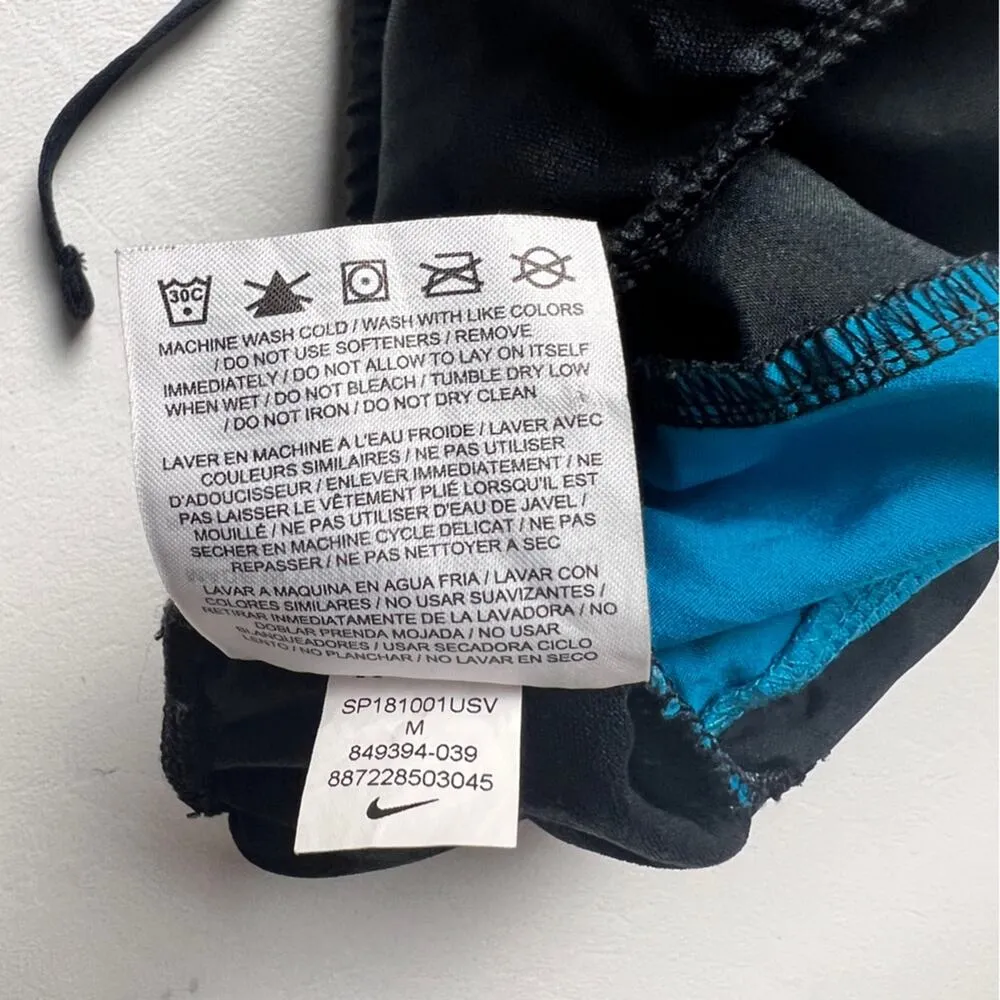 30C
MACHINE WASH COLD / WASH WITH LIKE COLORS
/ DO NOT USE SOFTENERS / REMOVE
IMMEDIATELY / DO NOT ALLOW TO LAY ON ITSELF
WHEN WET / DO NOT BLEACH / TUMBLE DRY LOW
/ DO NOT IRON / DO NOT DRY CLEAN
LAVER EN MACHINE A L'EAU FROIDE / LAVER AVEC
COULEURS SIMILAIRES / NE PAS UTILISER
D'ADOUCISSEUR / ENLEVER IMMEDIATEMENT / NE
PAS LAISSER LE VÊTEMENT PLIÉ LORSQU'IL EST
MOUILLÉ / NE PAS UTILISER D'EAU DE JAVEL /
SECHER EN MACHINE CYCLE DELICAT / NE PAS
REPASSER / NE PAS NETTOYER A SEC
LAVAR A MAQUINA EN AGUA FRIA / LAVAR CON
COLORES SIMILARES / NO USAR SUAVIZANTES /
RETIRAR INMEDIATAMENTE DE LA LAVADORA / NO
DOBLAR PRENDA MOJADA / NO USAR
BLANQUEADORES / USAR SECADORA CICLO
LENTO / NO PLANCHAR / NO LAVAR EN SECO
SP181001USV
M
849394-039
887228503045